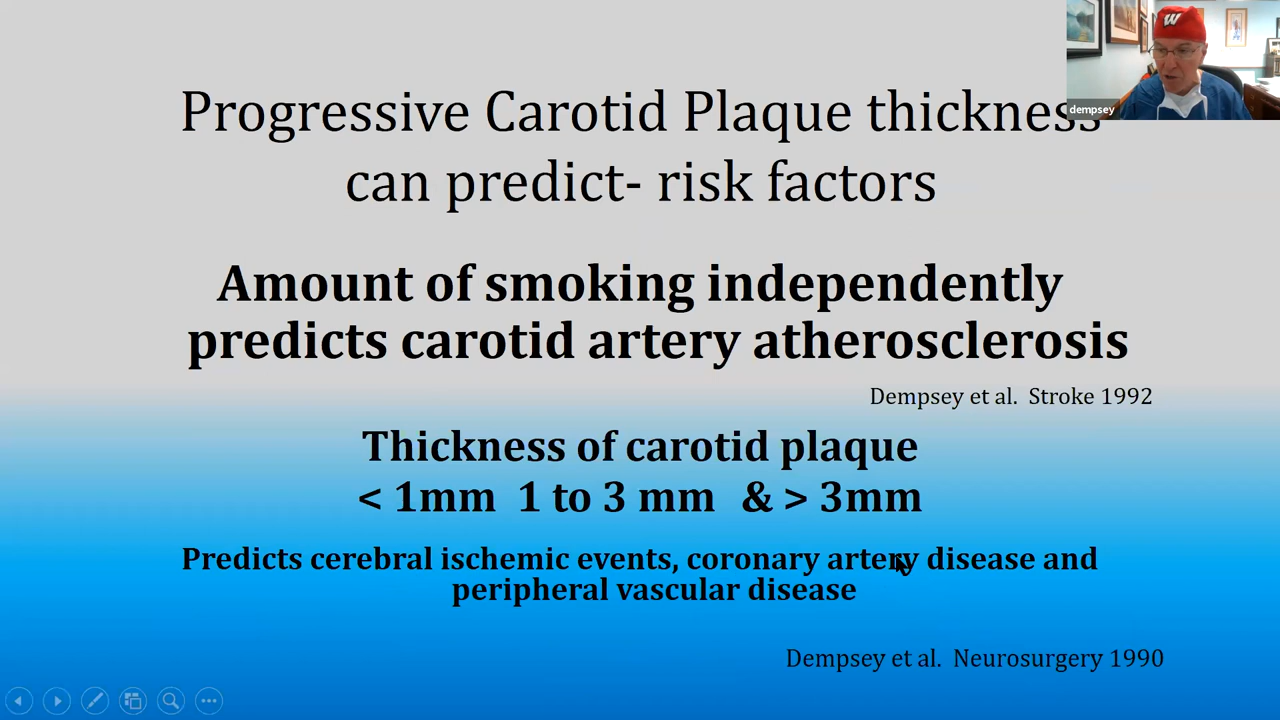 Progressive Carotid Plaque thickness
can predict- risk factors
Amount of smoking independently
predicts carotid artery atherosclerosis
Dempsey et al.  Stroke 1992
Thickness of carotid plaque
< 1mm  1 to 3 mm  & > 3mm
Predicts cerebral ischemic events, coronary artery disease and
peripheral vascular disease
Dempsey et al.  Neurosurgery 1990
W
dempsey